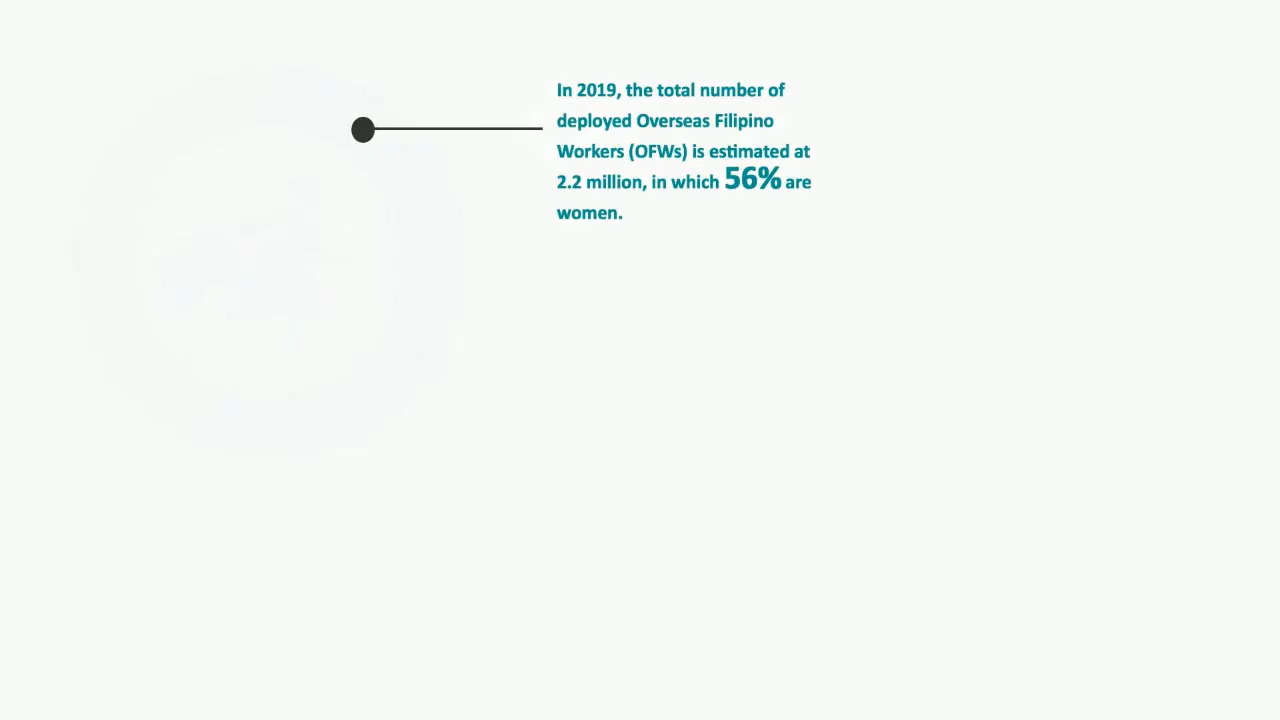 In 2019, the total number of
deployed Overseas Filipino
Workers (OFWs) is estimated at
2.2 million, in which 56% are
women.